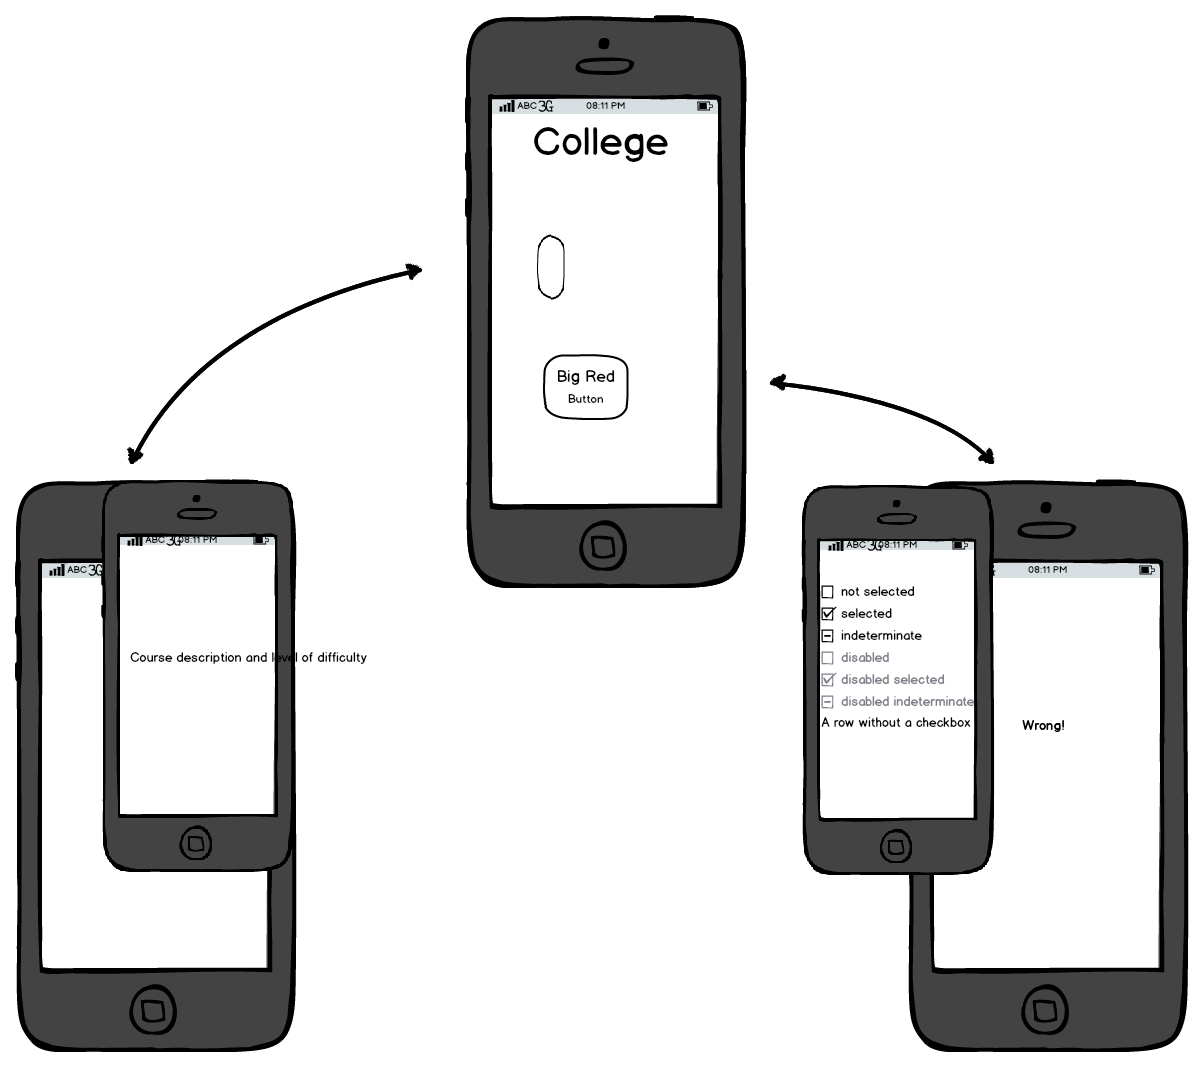 ABC 3G 08:11 PM
College
Big Red
Button
ABC 3G
ABC 3G 08:11 PM
Course description and level of difficulty
ABC 3G 08:11 PM
not selected
selected
indeterminate
disabled
disabled selected
disabled indeterminate
A row without a checkbox
08:11 PM
Wrong!